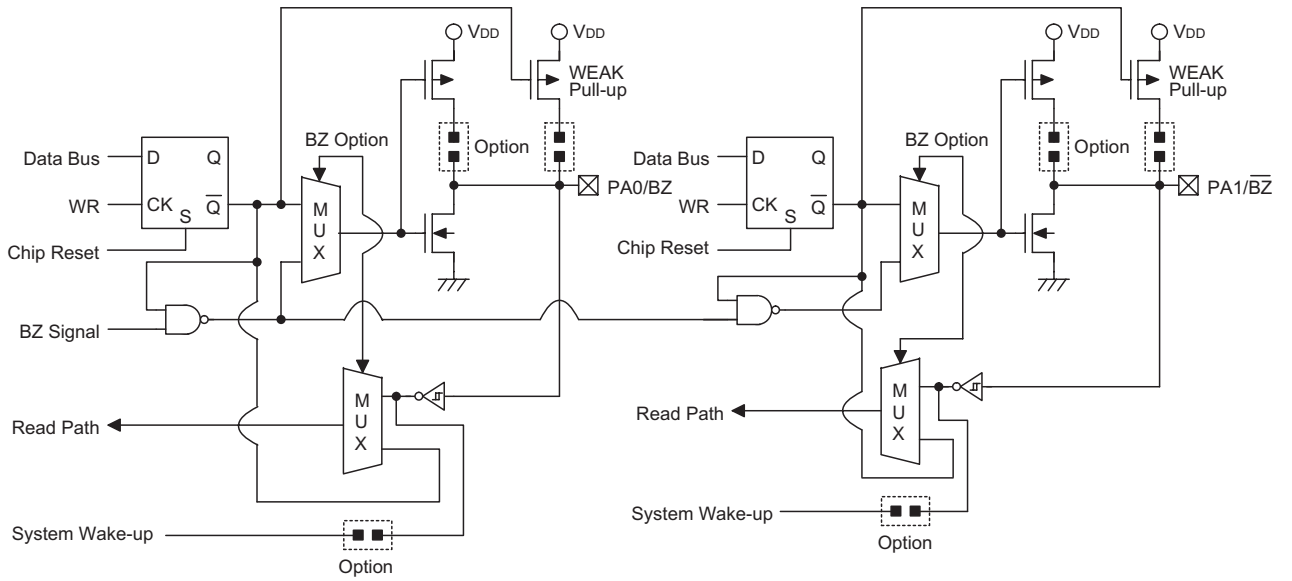 VDD
VDD
WEAK
Pull-up
BZ Option
Option
Data Bus
D
Q
PA0/BZ
WR
CK
S
Q̅
M
U
X
Chip Reset
BZ Signal
M
U
X
Read Path
System Wake-up
Option
VDD
VDD
WEAK
Pull-up
BZ Option
Option
Data Bus
D
Q
PA1/B̅Z̅
WR
CK
S
Q̅
M
U
X
Chip Reset
M
U
X
Read Path
System Wake-up
Option